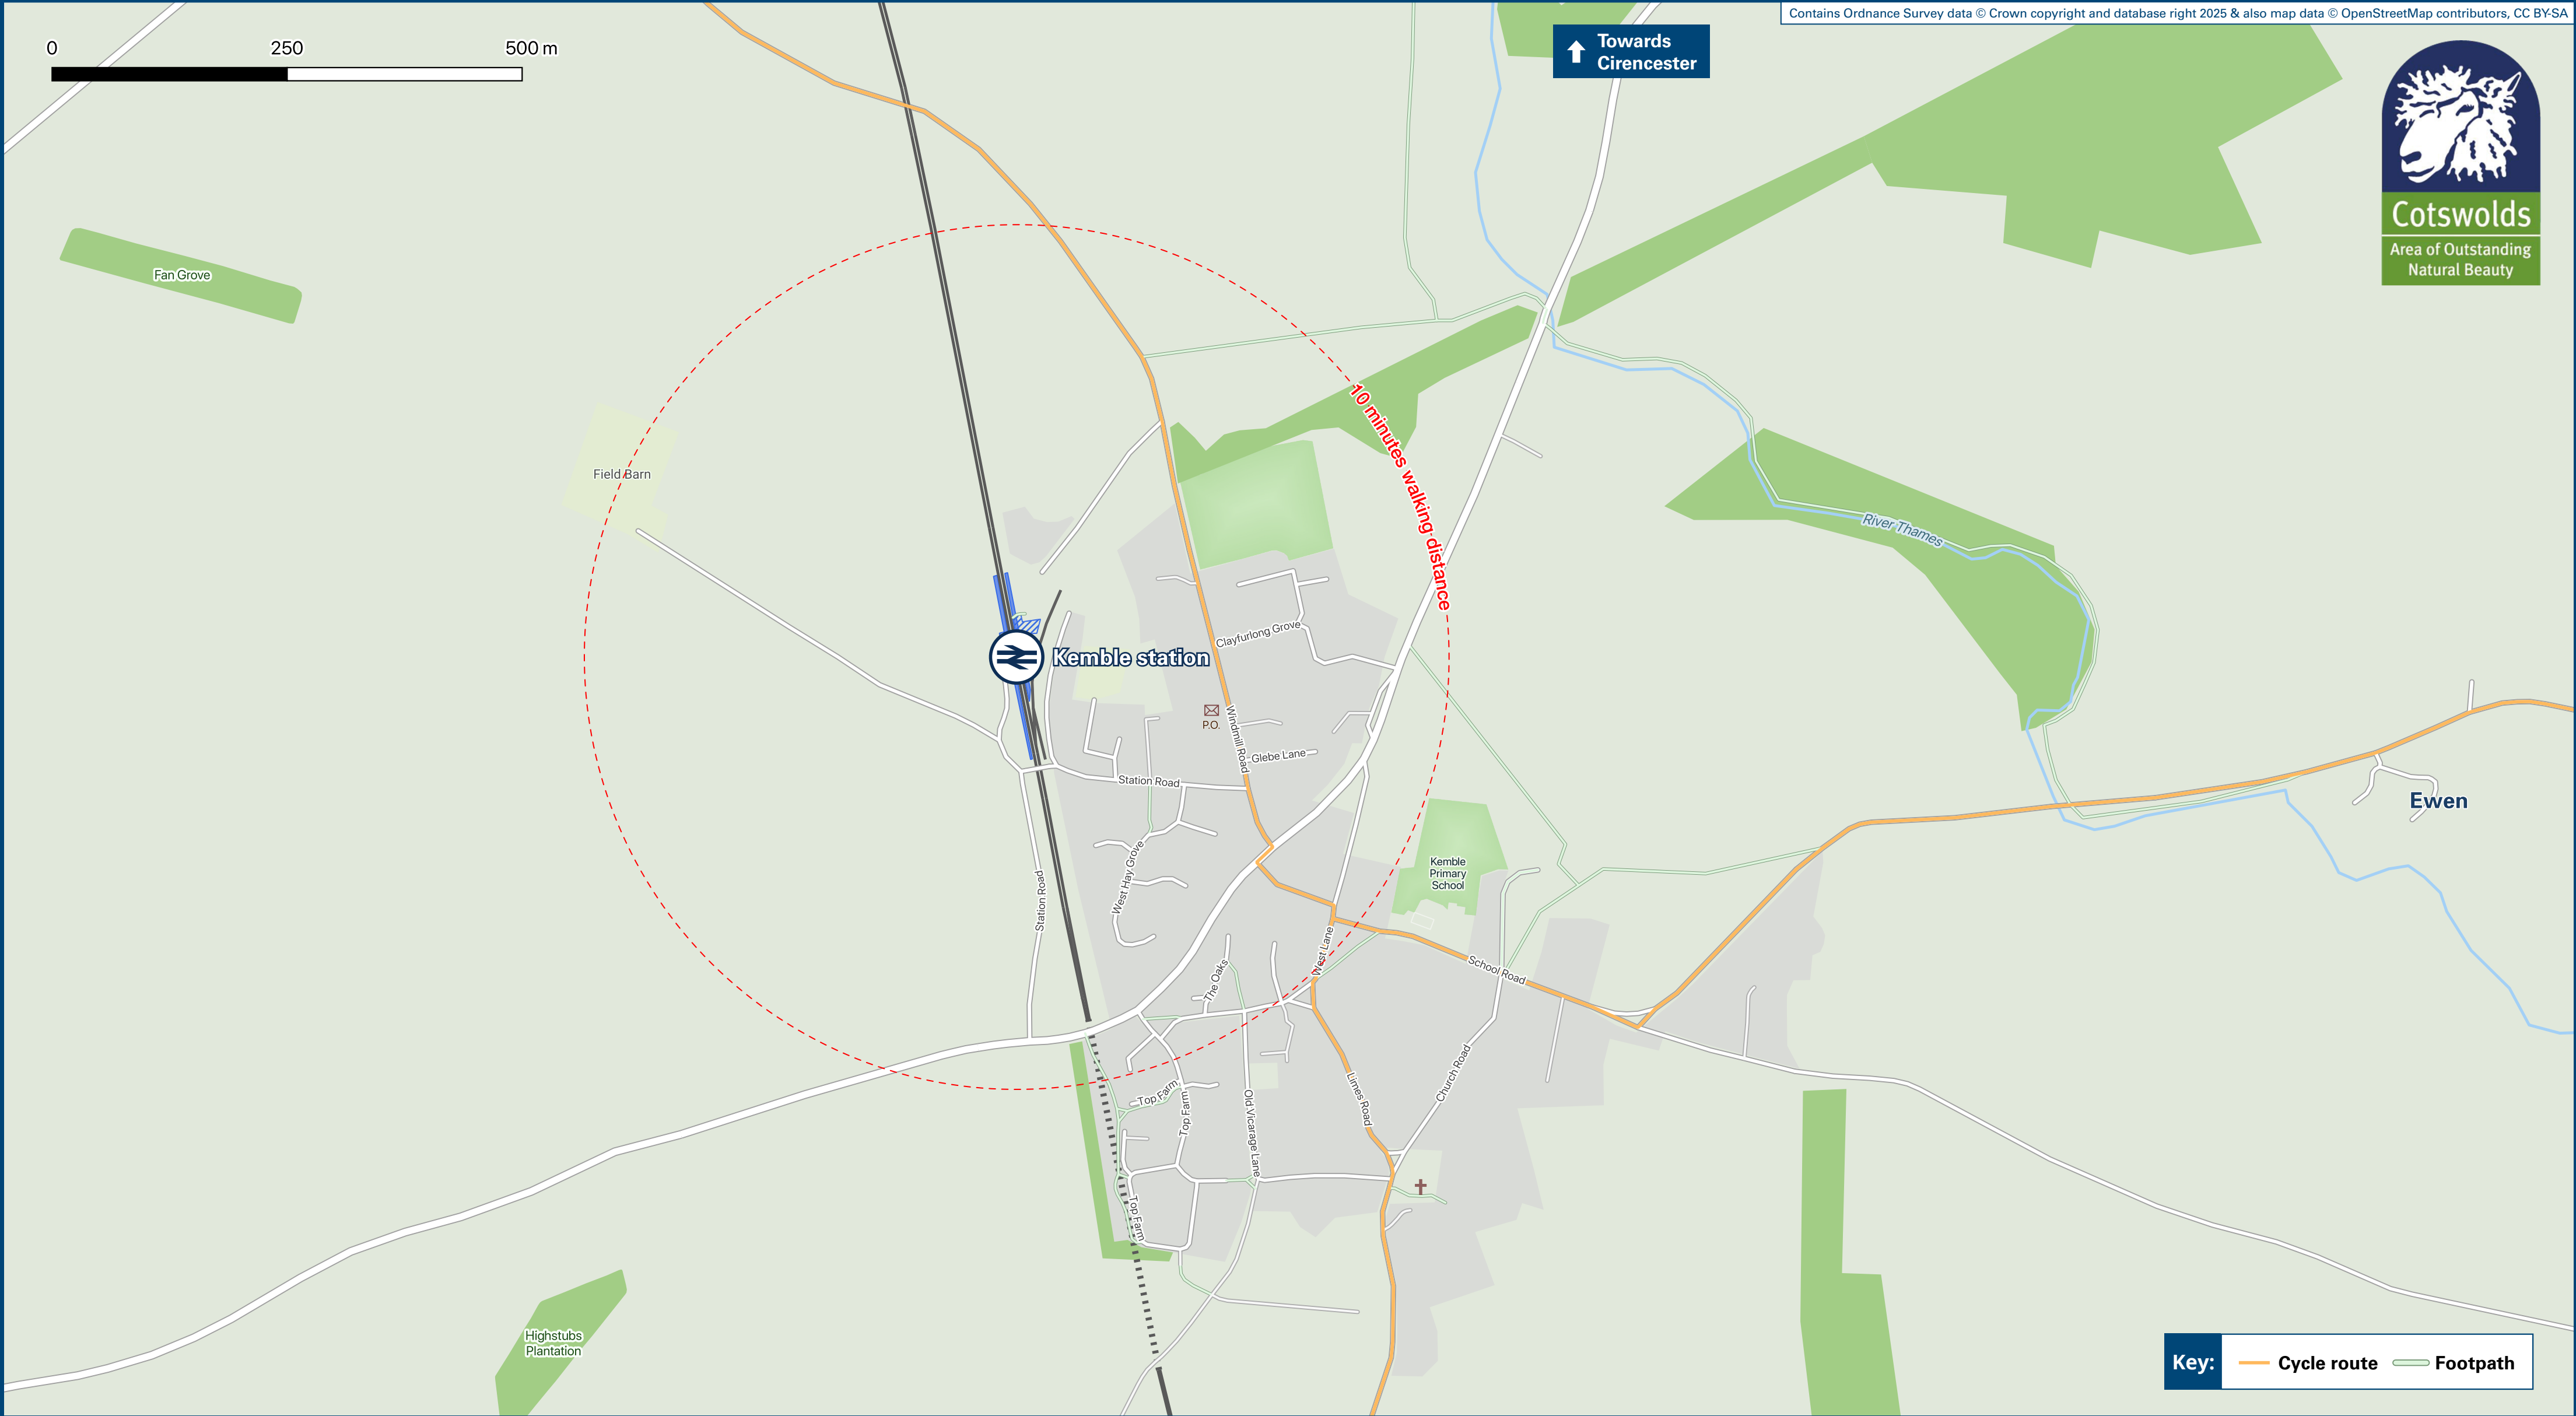 Contains Ordnance Survey data © Crown copyright and database right 2025 & also map data © OpenStreetMap contributors, CC BY-SA
0 250 500 m
Towards
Cirencester
Cotswolds
Area of Outstanding
Natural Beauty
Fan Grove
10 minutes walking distance
Field Barn
River Thames
Clayfurlong Grove
Kemble station
P.O.
Windmill Road
Glebe Lane
Station Road
Ewen
West Hay Grove
Kemble
Primary
School
Station Road
West Lane
School Road
The Oaks
Top Farm
Top Farm
Old Vicarage Lane
Limes Road
Church Road
Top Farm
Highstubs
Plantation
Key:
Cycle route
Footpath